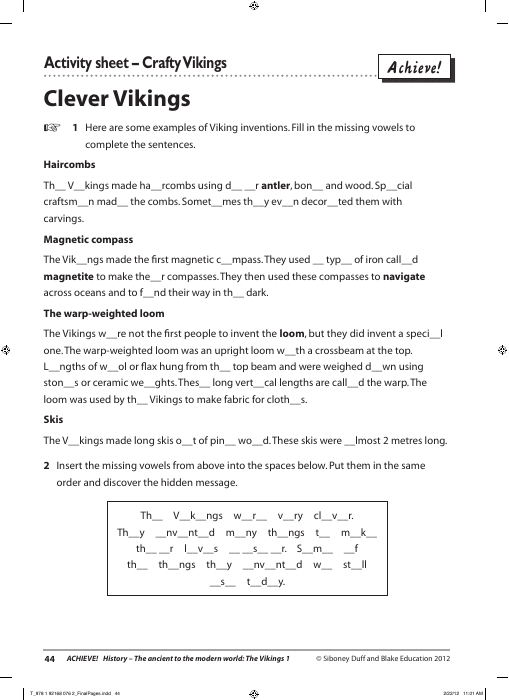 Activity sheet – Crafty Vikings
Achieve!
Clever Vikings
1 Here are some examples of Viking inventions. Fill in the missing vowels to
complete the sentences.
Haircombs
Th__ V__kings made ha__rcombs using d__ __r antler, bon__ and wood. Sp__cial
craftsm__n mad__ the combs. Somet__mes th__y ev__n decor__ted them with
carvings.
Magnetic compass
The Vik__ngs made the first magnetic c__mpass. They used __ typ__ of iron call__d
magnetite to make the__r compasses. They then used these compasses to navigate
across oceans and to f__nd their way in th__ dark.
The warp-weighted loom
The Vikings w__re not the first people to invent the loom, but they did invent a speci__l
one. The warp-weighted loom was an upright loom w__th a crossbeam at the top.
L__ngths of w__ol or flax hung from th__ top beam and were weighed d__wn using
ston__s or ceramic we__ghts. Thes__ long vert__cal lengths are call__d the warp. The
loom was used by th__ Vikings to make fabric for cloth__s.
Skis
The V__kings made long skis o__t of pin__ wo__d. These skis were __lmost 2 metres long.
2 Insert the missing vowels from above into the spaces below. Put them in the same
order and discover the hidden message.
Th__ V__k__ngs w__r__ v__ry cl__v__r.
Th__y __nv__nt__d m__ny th__ngs t__ m__k__
th__ __r l__v__s __ __s__ __r. S__m__ __f
th__ th__ngs th__y __nv__nt__d w__ st__ll
__s__ t__d__y.
44 ACHIEVE! History – The ancient to the modern world: The Vikings 1 © Siboney Duff and Blake Education 2012